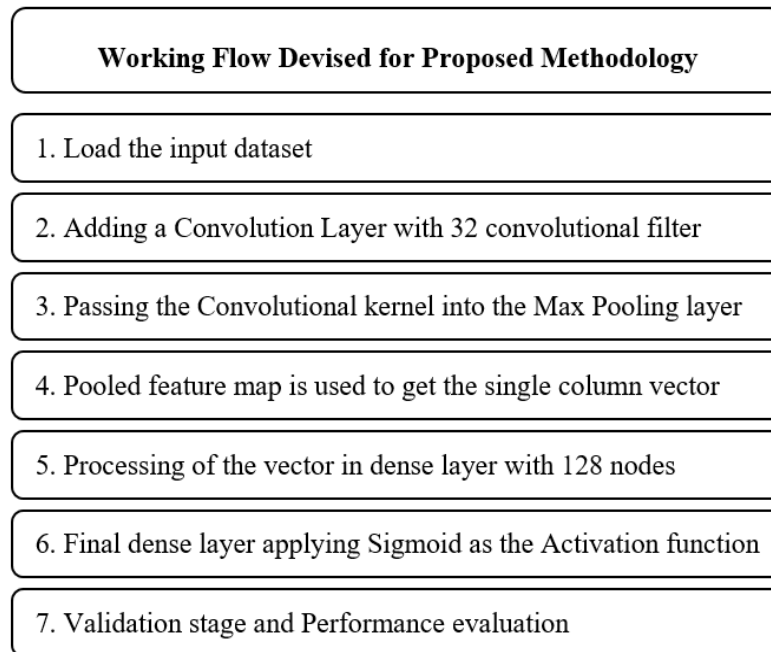 Working Flow Devised for Proposed Methodology
1. Load the input dataset
2. Adding a Convolution Layer with 32 convolutional filter
3. Passing the Convolutional kernel into the Max Pooling layer
4. Pooled feature map is used to get the single column vector
5. Processing of the vector in dense layer with 128 nodes
6. Final dense layer applying Sigmoid as the Activation function
7. Validation stage and Performance evaluation